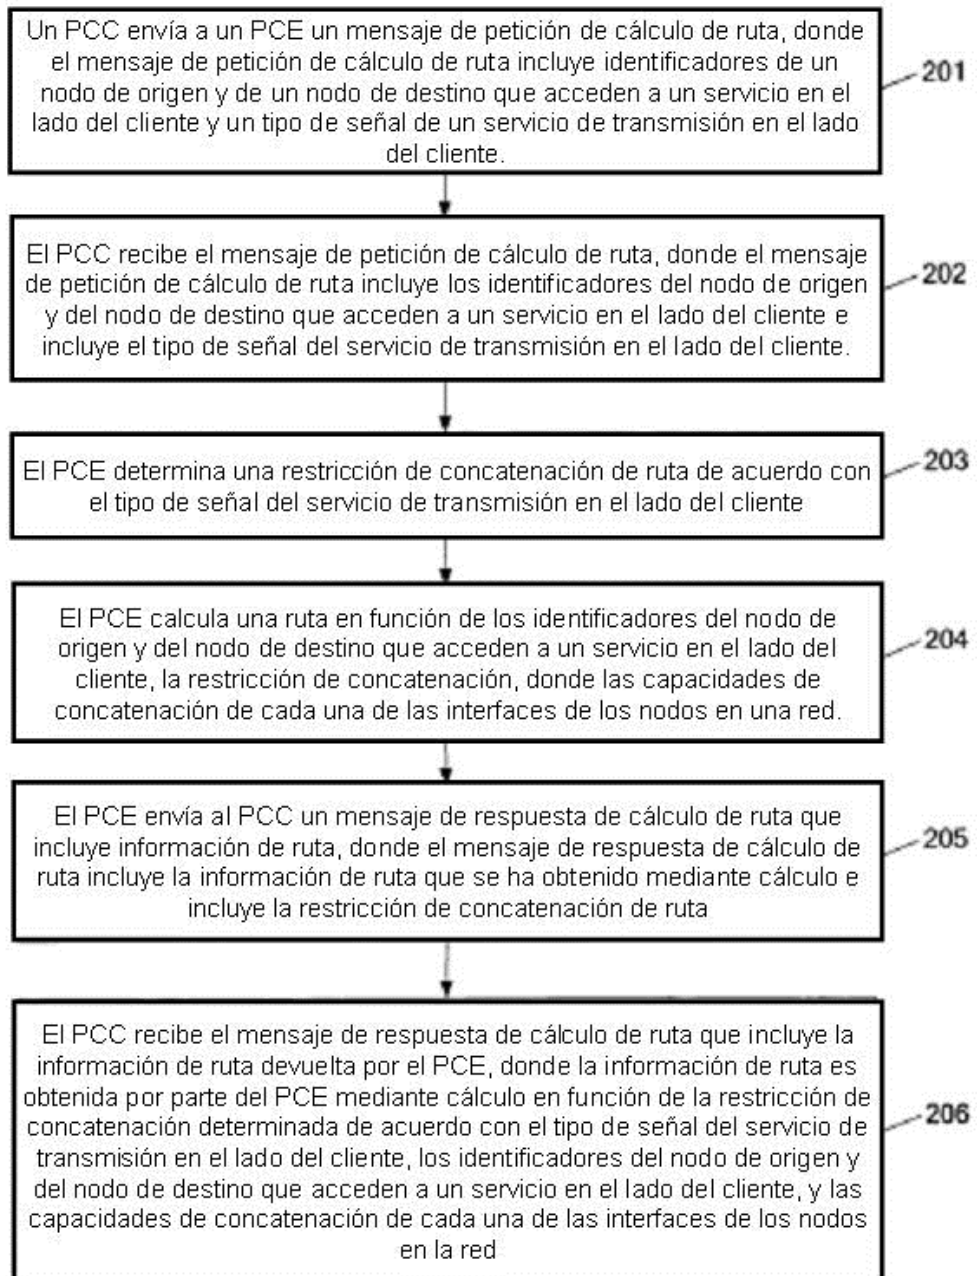 Un PCC envía a un PCE un mensaje de petición de cálculo de ruta, donde
el mensaje de petición de cálculo de ruta incluye identificadores de un
nodo de origen y de un nodo de destino que acceden a un servicio en el
lado del cliente y un tipo de señal de un servicio de transmisión en el lado
del cliente.
201
El PCC recibe el mensaje de petición de cálculo de ruta, donde el mensaje
de petición de cálculo de ruta incluye los identificadores del nodo de origen
y del nodo de destino que acceden a un servicio en el lado del cliente e
incluye el tipo de señal del servicio de transmisión en el lado del cliente.
202
El PCE determina una restricción de concatenación de ruta de acuerdo con
el tipo de señal del servicio de transmisión en el lado del cliente
203
El PCE calcula una ruta en función de los identificadores del nodo de
origen y del nodo de destino que acceden a un servicio en el lado del
cliente, la restricción de concatenación, donde las capacidades de
concatenación de cada una de las interfaces de los nodos en una red.
204
El PCE envía al PCC un mensaje de respuesta de cálculo de ruta que
incluye información de ruta, donde el mensaje de respuesta de cálculo de
ruta incluye la información de ruta que se ha obtenido mediante cálculo e
incluye la restricción de concatenación de ruta
205
El PCC recibe el mensaje de respuesta de cálculo de ruta que incluye la
información de ruta devuelta por el PCE, donde la información de ruta es
obtenida por parte del PCE mediante cálculo en función de la restricción de
concatenación determinada de acuerdo con el tipo de señal del servicio de
transmisión en el lado del cliente, los identificadores del nodo de origen y
del nodo de destino que acceden a un servicio en el lado del cliente, y las
capacidades de concatenación de cada una de las interfaces de los nodos
en la red
206